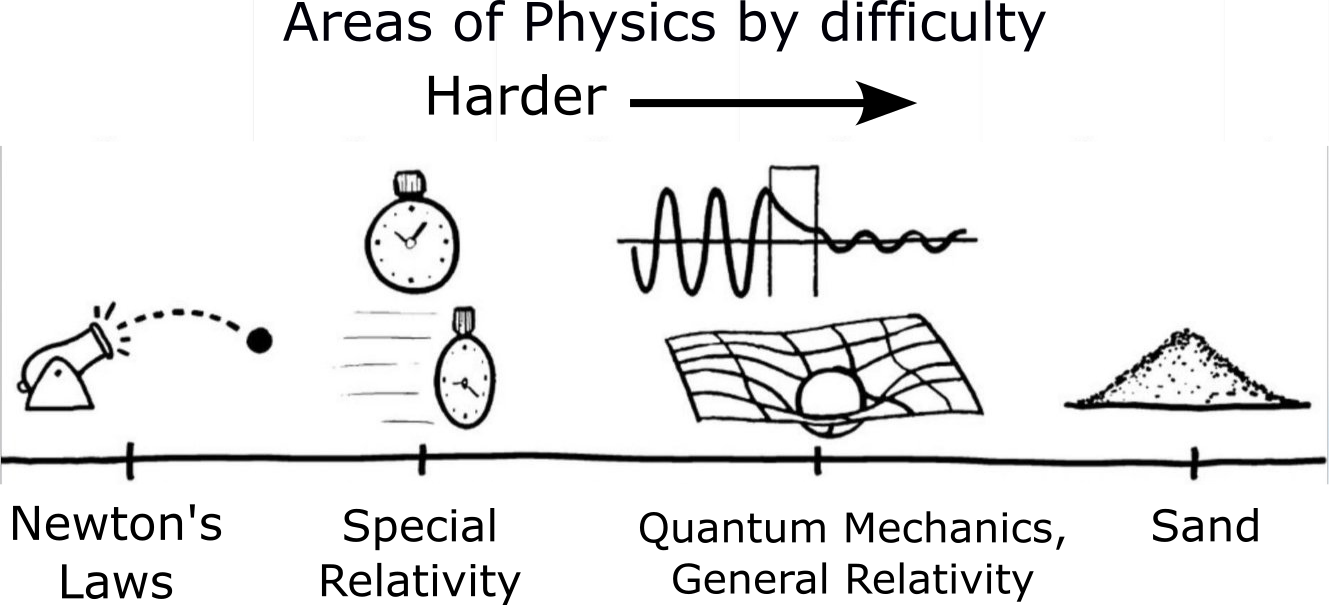 Areas of Physics by difficulty
Harder
Newton's
Laws
Special
Relativity
Quantum Mechanics,
General Relativity
Sand